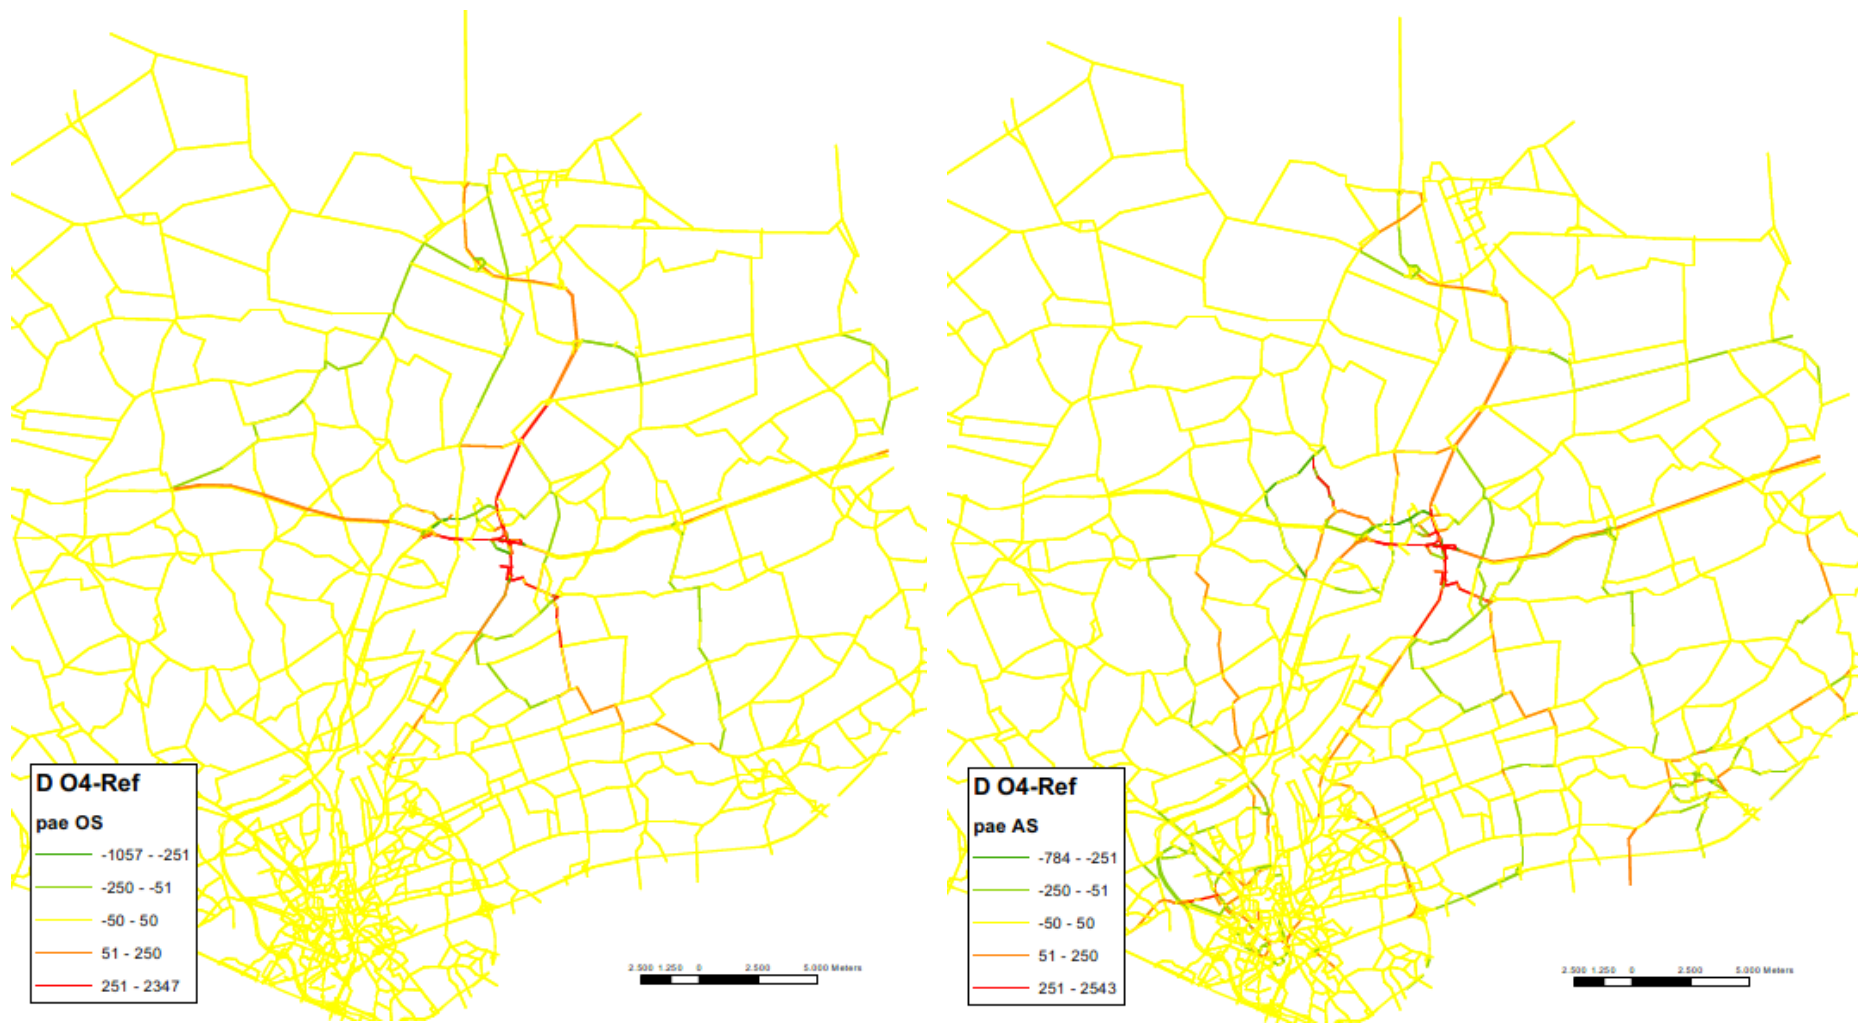 D O4-Ref
pae OS
-1057 - -251
-250 - -51
-50 - 50
51 - 250
251 - 2347
2.500 1.250 0 2.500 5.000 Meters
D O4-Ref
pae AS
-784 - -251
-250 - -51
-50 - 50
51 - 250
251 - 2543
2.500 1.250 0 2.500 5.000 Meters